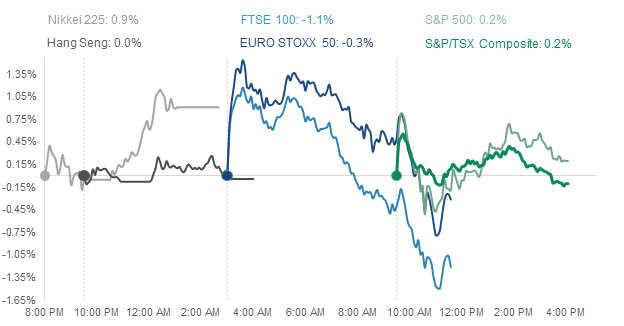 Nikkei 225: 0.9%
FTSE 100: -1.1%
S&P 500: 0.2%
Hang Seng: 0.0%
EURO STOXX 50: -0.3%
S&P/TSX Composite: 0.2%
1.35%
1.05%
0.75%
0.45%
0.15%
-0.15%
-0.45%
-0.75%
-1.05%
-1.35%
-1.65%
8:00 PM 10:00 PM 12:00 AM 2:00 AM 4:00 AM 6:00 AM 8:00 AM 10:00 AM 12:00 PM 2:00 PM 4:00 PM